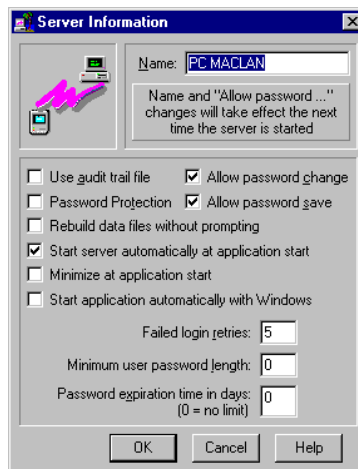 Server Information
Name: PC MACLAN
Name and "Allow password ..."
changes will take effect the next
time the server is started
Use audit trail file Allow password change
Password Protection Allow password save
Rebuild data files without prompting
Start server automatically at application start
Minimize at application start
Start application automatically with Windows
Failed login retries: 5
Minimum user password length: 0
Password expiration time in days: 0
(0 = no limit)
OK Cancel Help